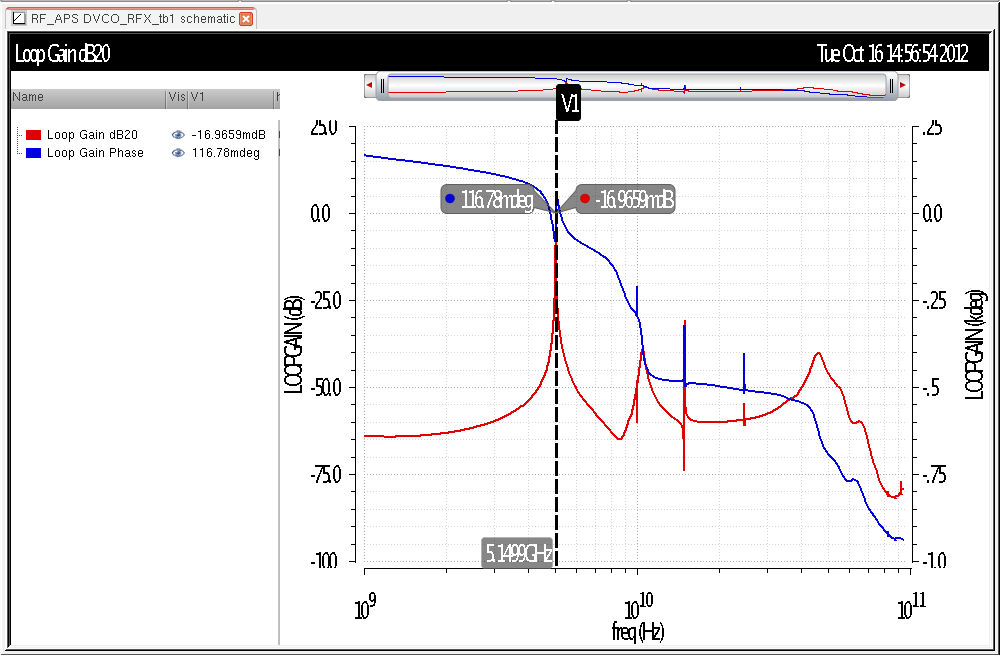 RF_APS DVCO_RFX_tb1 schematic
Loop Gain dB20
Tue Oct 16 14:56:54 2012
Name Vis V1
Loop Gain dB20 -16.9659mdB
Loop Gain Phase 116.78mdeg
V1
25.0
0.0
-25.0
-50.0
-75.0
-100
LOOPGAIN (dB)
116.78mdeg
-16.9659mdB
5.1499GHz
.25
0.0
-.25
-.5
-.75
-1.0
LOOPGAIN (kdeg)
10^9
10^10
10^11
freq (Hz)